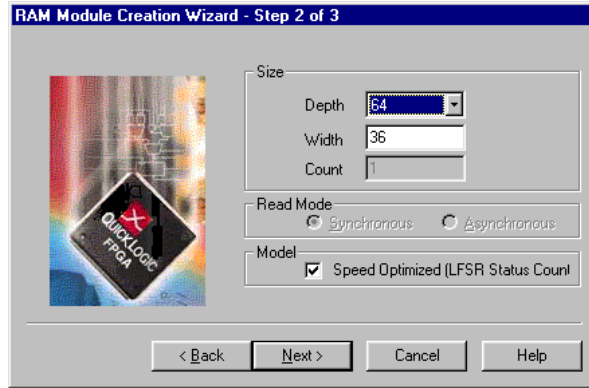 RAM Module Creation Wizard - Step 2 of 3
Size
Depth 64
Width 36
Count 1
Read Mode
Synchronous Asynchronous
Model
Speed Optimized (LFSR Status Count
QUICKLOGIC
FPGA
< Back Next > Cancel Help